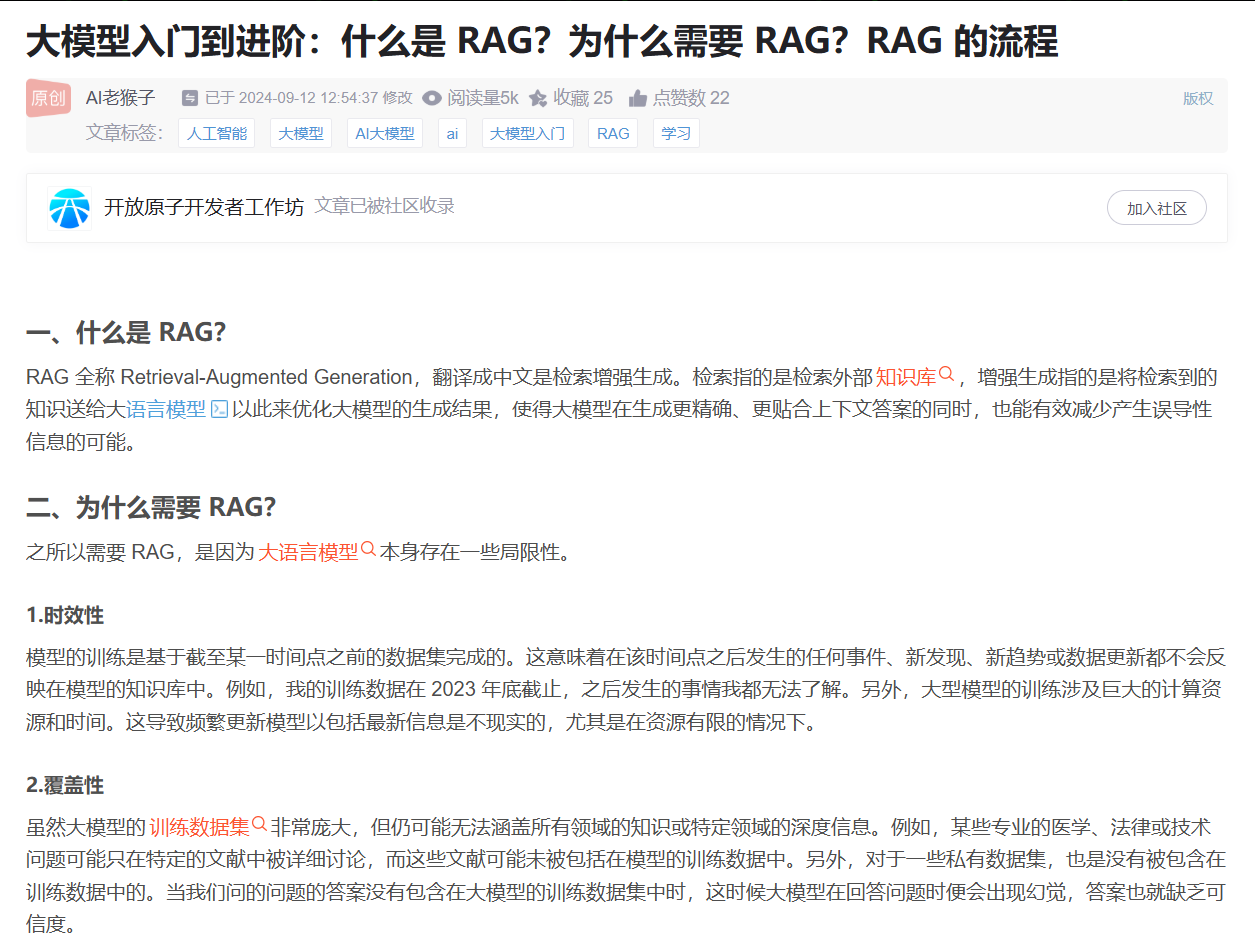 大模型入门到进阶：什么是 RAG？为什么需要 RAG？RAG 的流程
原创 AI老猴子 已于 2024-09-12 12:54:37 修改 阅读量5k 收藏 25 点赞数 22 版权
文章标签： 人工智能 大模型 AI大模型 ai 大模型入门 RAG 学习
开放原子开发者工作坊 文章已被社区收录 加入社区
一、什么是 RAG？
RAG 全称 Retrieval-Augmented Generation，翻译成中文是检索增强生成。检索指的是检索外部知识库，增强生成指的是将检索到的
知识送给大语言模型以此来优化大模型的生成结果，使得大模型在生成更精确、更贴合上下文答案的同时，也能有效减少产生误导性
信息的可能。
二、为什么需要 RAG？
之所以需要 RAG，是因为大语言模型本身存在一些局限性。
1.时效性
模型的训练是基于截至某一时间点之前的数据集完成的。这意味着在该时间点之后发生的任何事件、新发现、新趋势或数据更新都不会反
映在模型的知识库中。例如，我的训练数据在 2023 年底截止，之后发生的事情我都无法了解。另外，大型模型的训练涉及巨大的计算资
源和时间。这导致频繁更新模型以包括最新信息是不现实的，尤其是在资源有限的情况下。
2.覆盖性
虽然大模型的训练数据集非常庞大，但仍可能无法涵盖所有领域的知识或特定领域的深度信息。例如，某些专业的医学、法律或技术
问题可能只在特定的文献中被详细讨论，而这些文献可能未被包括在模型的训练数据中。另外，对于一些私有数据集，也是没有被包含在
训练数据中的。当我们问的问题的答案没有包含在大模型的训练数据集中时，这时候大模型在回答问题时便会出现幻觉，答案也就缺乏可
信度。